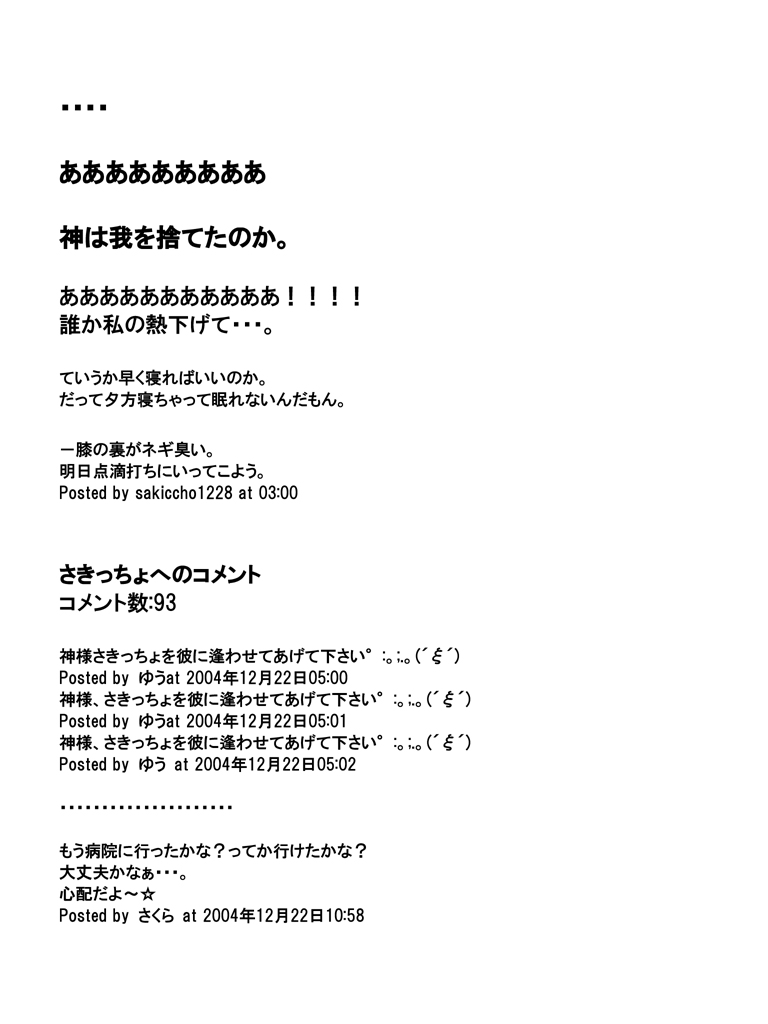 ・・・・
あああああああああ
神は我を捨てたのか。
あああああああああああ！！！！
誰か私の熱下げて・・・。
ていうか早く寝ればいいのか。
だって夕方寝ちゃって眠れないんだもん。
－膝の裏がネギ臭い。
明日点滴打ちにいってこよう。
Posted by sakiccho1228 at 03:00
さきっちょへのコメント
コメント数:93
神様さきっちょを彼に逢わせてあげて下さい゜:｡;.｡(´ξ´)
Posted by ゆうat 2004年12月22日05:00
神様、さきっちょを彼に逢わせてあげて下さい゜:｡;.｡(´ξ´)
Posted by ゆうat 2004年12月22日05:01
神様、さきっちょを彼に逢わせてあげて下さい゜:｡;.｡(´ξ´)
Posted by ゆう at 2004年12月22日05:02
・・・・・・・・・・・・・・・・・・・・・
もう病院に行ったかな？ってか行けたかな？
大丈夫かなぁ・・・。
心配だよ～☆
Posted by さくら at 2004年12月22日10:58